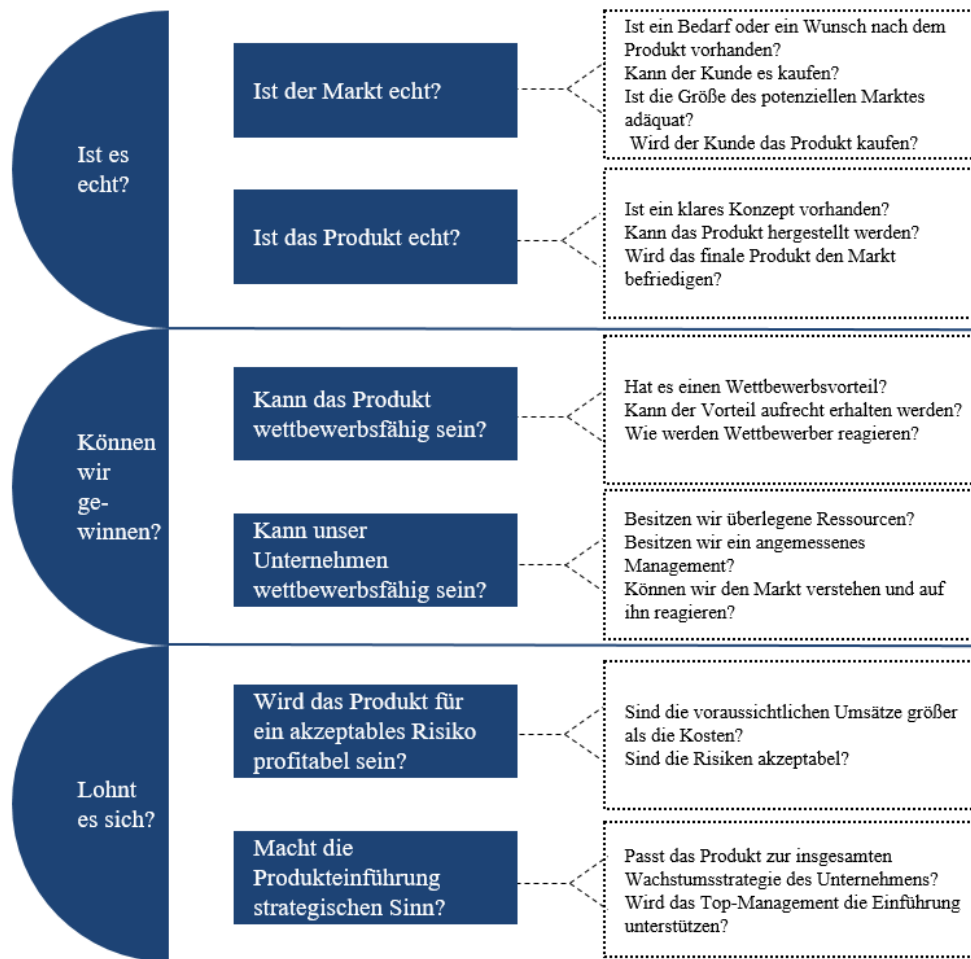 Ist es
echt?
Ist der Markt echt?
Ist ein Bedarf oder ein Wunsch nach dem
Produkt vorhanden?
Kann der Kunde es kaufen?
Ist die Größe des potenziellen Marktes
adäquat?
Wird der Kunde das Produkt kaufen?
Ist das Produkt echt?
Ist ein klares Konzept vorhanden?
Kann das Produkt hergestellt werden?
Wird das finale Produkt den Markt
befriedigen?
Können
wir
ge-
winnen?
Kann das Produkt
wettbewerbsfähig sein?
Hat es einen Wettbewerbsvorteil?
Kann der Vorteil aufrecht erhalten werden?
Wie werden Wettbewerber reagieren?
Kann unser
Unternehmen
wettbewerbsfähig sein?
Besitzen wir überlegene Ressourcen?
Besitzen wir ein angemessenes
Management?
Können wir den Markt verstehen und auf
ihn reagieren?
Lohnt
es sich?
Wird das Produkt für
ein akzeptables Risiko
profitabel sein?
Sind die voraussichtlichen Umsätze größer
als die Kosten?
Sind die Risiken akzeptabel?
Macht die
Produkteinführung
strategischen Sinn?
Passt das Produkt zur insgesamten
Wachstumsstrategie des Unternehmens?
Wird das Top-Management die Einführung
unterstützen?